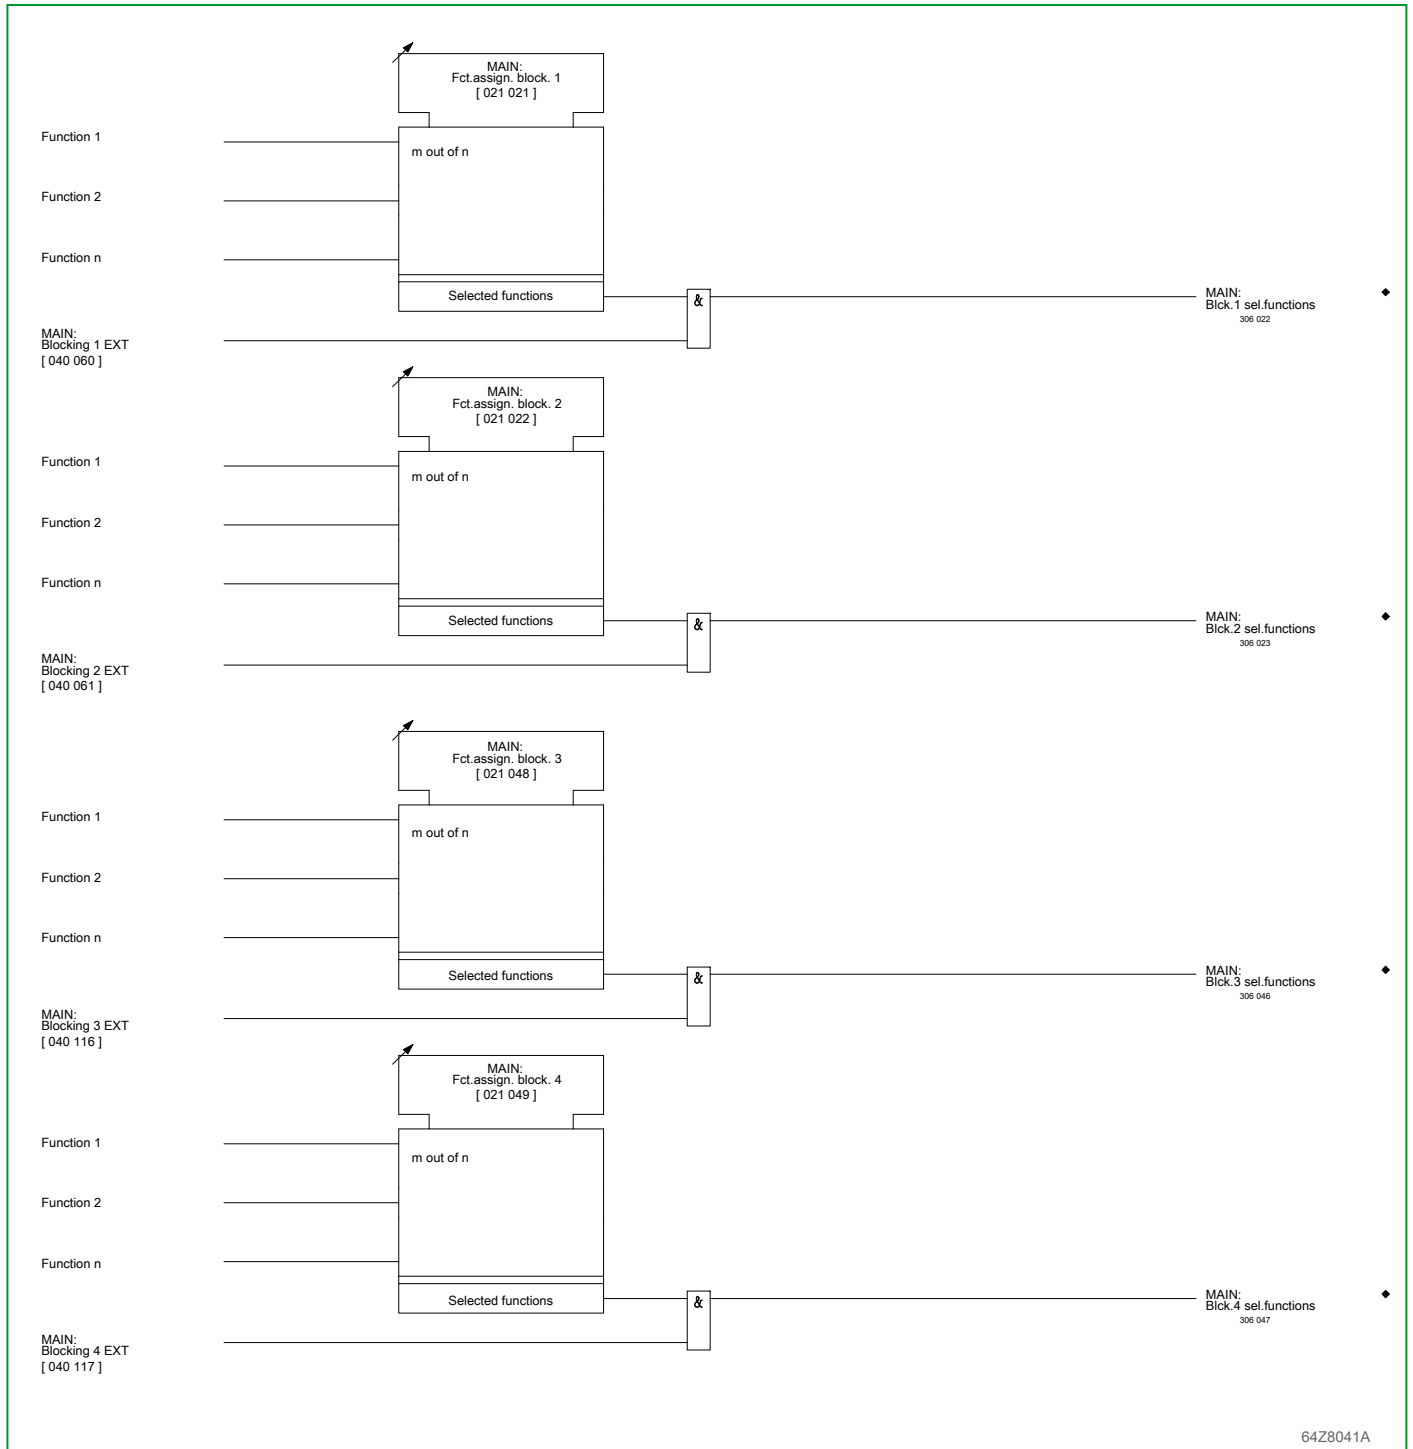 MAIN:
Fct.assign. block. 1
[ 021 021 ]
Function 1
m out of n
Function 2
Function n
Selected functions
&
MAIN:
Blck.1 sel.functions
306 022
MAIN:
Blocking 1 EXT
[ 040 060 ]
MAIN:
Fct.assign. block. 2
[ 021 022 ]
Function 1
m out of n
Function 2
Function n
Selected functions
&
MAIN:
Blck.2 sel.functions
306 023
MAIN:
Blocking 2 EXT
[ 040 061 ]
MAIN:
Fct.assign. block. 3
[ 021 048 ]
Function 1
m out of n
Function 2
Function n
Selected functions
&
MAIN:
Blck.3 sel.functions
306 046
MAIN:
Blocking 3 EXT
[ 040 116 ]
MAIN:
Fct.assign. block. 4
[ 021 049 ]
Function 1
m out of n
Function 2
Function n
Selected functions
&
MAIN:
Blck.4 sel.functions
306 047
MAIN:
Blocking 4 EXT
[ 040 117 ]
64Z8041A